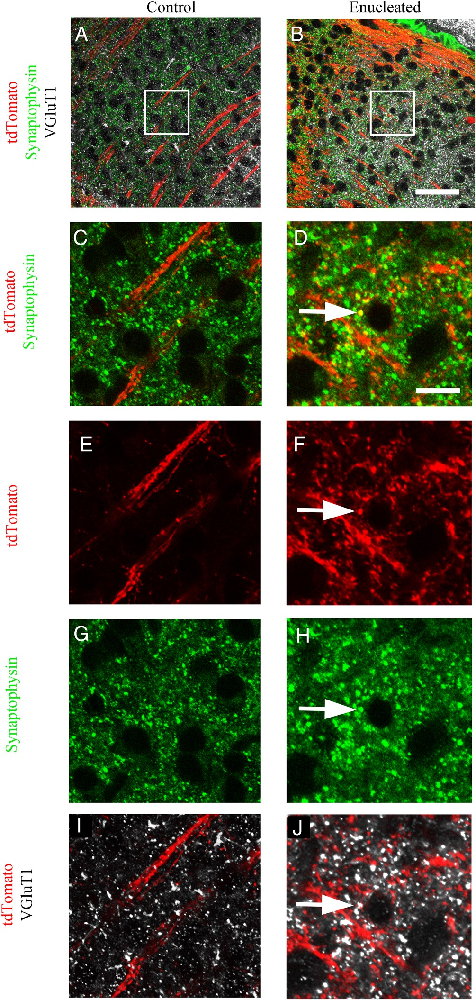 Control
Enucleated
A
B
tdTomato
Synaptophysin
VGluT1
C
D
tdTomato
Synaptophysin
E
F
tdTomato
G
H
Synaptophysin
I
J
tdTomato
VGluT1